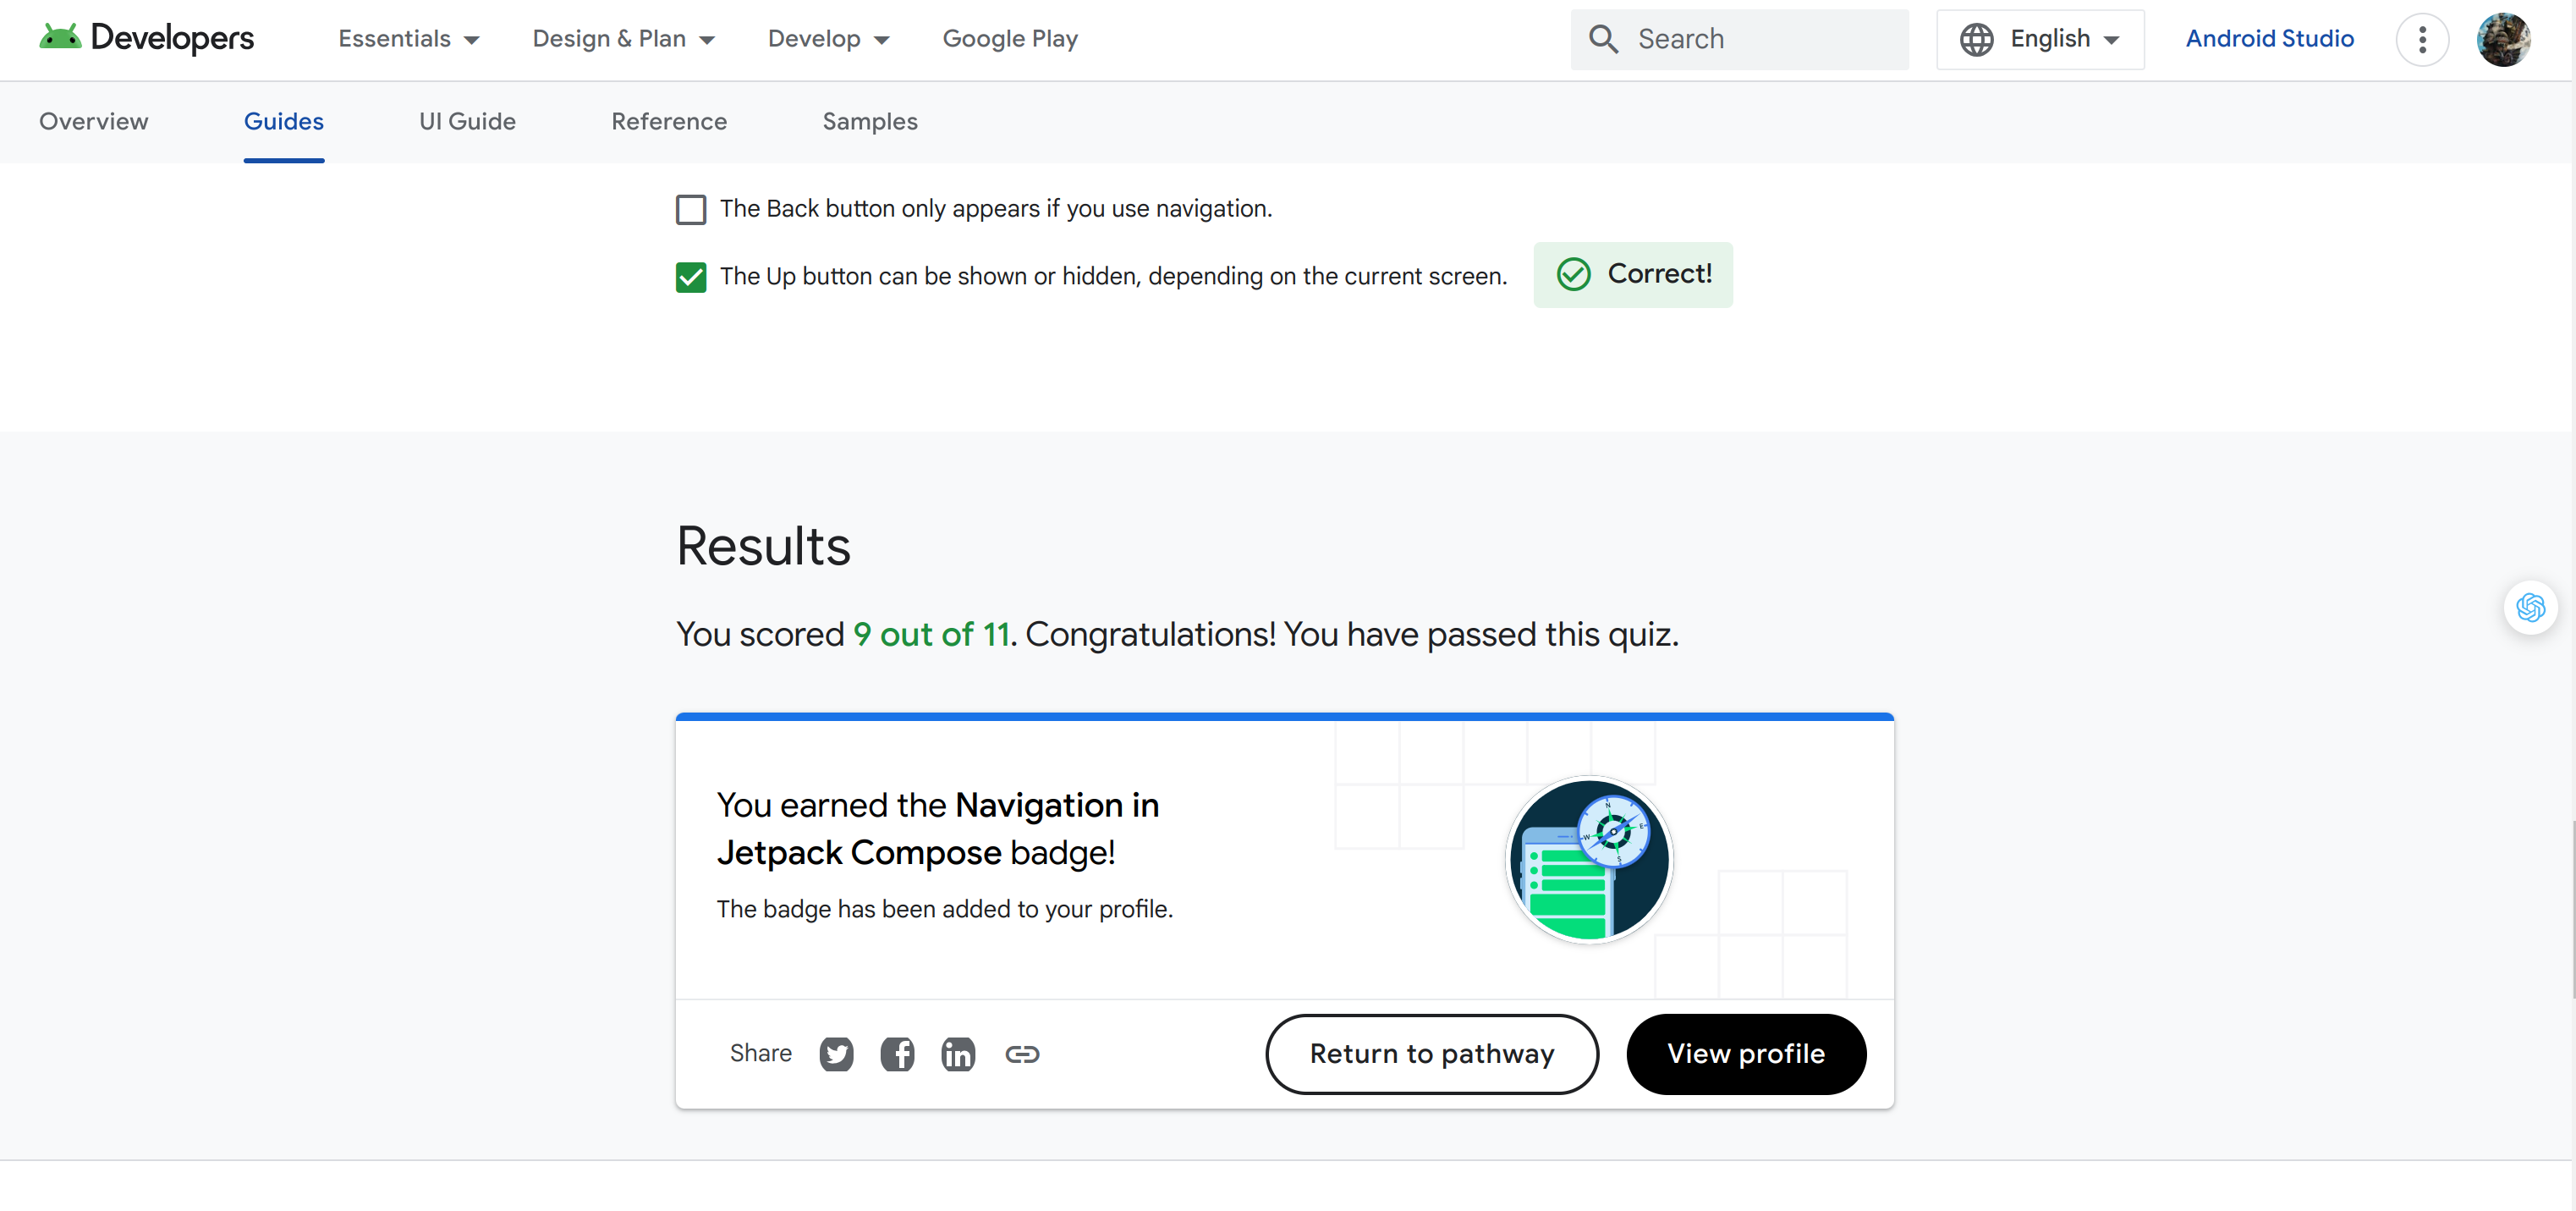 Developers Essentials Design & Plan Develop Google Play Search English Android Studio
Overview Guides UI Guide Reference Samples
The Back button only appears if you use navigation.
The Up button can be shown or hidden, depending on the current screen. Correct!
Results
You scored 9 out of 11. Congratulations! You have passed this quiz.
You earned the Navigation in
Jetpack Compose badge!
The badge has been added to your profile.
N
W E
S
Share Return to pathway View profile